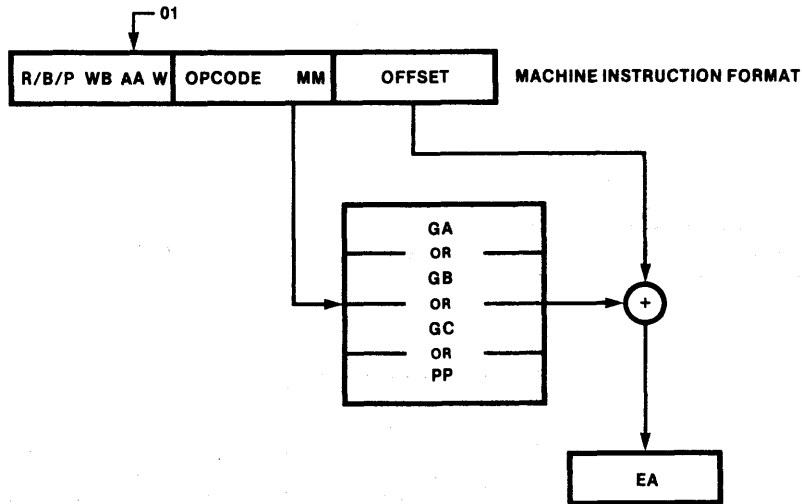 01
R/B/P WB AA W OPCODE MM OFFSET MACHINE INSTRUCTION FORMAT
GA
OR
GB
OR
GC
OR
PP
+
EA